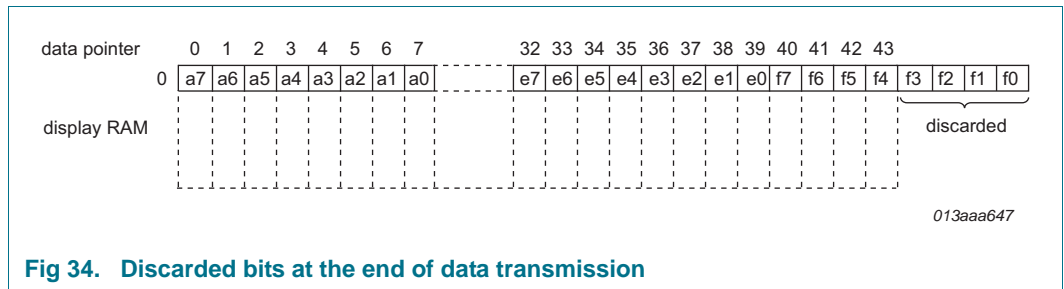 data pointer 0 1 2 3 4 5 6 7 32 33 34 35 36 37 38 39 40 41 42 43
0 a7 a6 a5 a4 a3 a2 a1 a0 e7 e6 e5 e4 e3 e2 e1 e0 f7 f6 f5 f4 f3 f2 f1 f0
display RAM discarded
013aaa647
Fig 34. Discarded bits at the end of data transmission